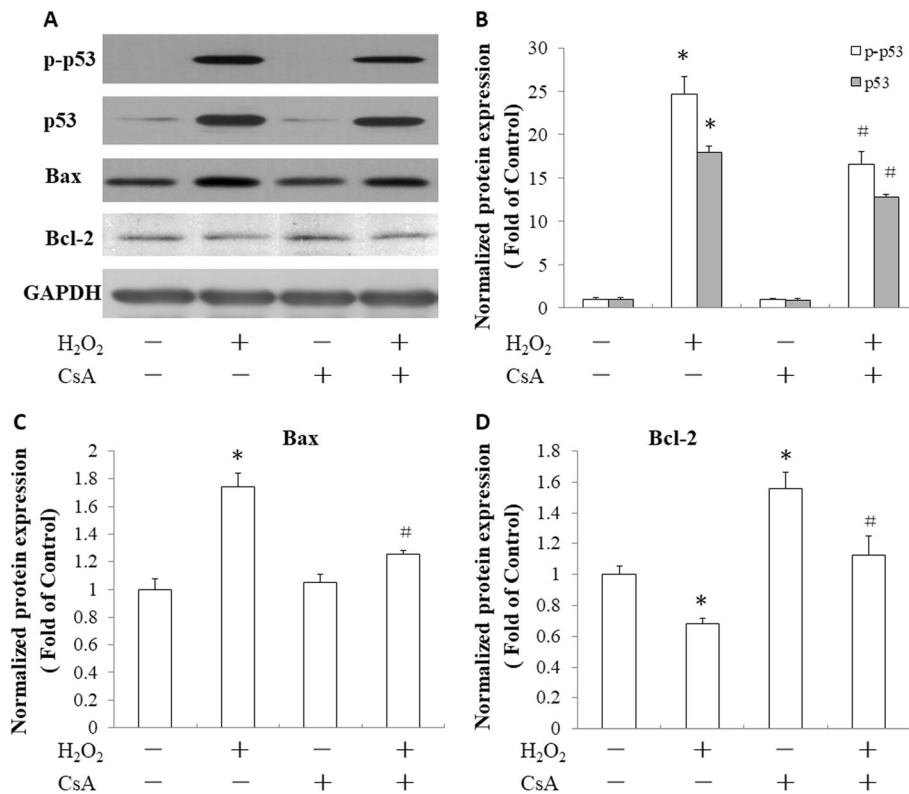 A
p-p53
p53
Bax
Bcl-2
GAPDH
H₂O₂ − + − +
CsA − − + +
B
Normalized protein expression
( Fold of Control)
30
25
20
15
10
5
0
p-p53
p53
*
*
#
#
H₂O₂ − + − +
CsA − − + +
C
Bax
Normalized protein expression
( Fold of Control)
2
1.8
1.6
1.4
1.2
1
0.8
0.6
0.4
0.2
0
*
#
H₂O₂ − + − +
CsA − − + +
D
Bcl-2
Normalized protein expression
( Fold of Control)
1.8
1.6
1.4
1.2
1
0.8
0.6
0.4
0.2
0
*
*
#
H₂O₂ − + − +
CsA − − + +